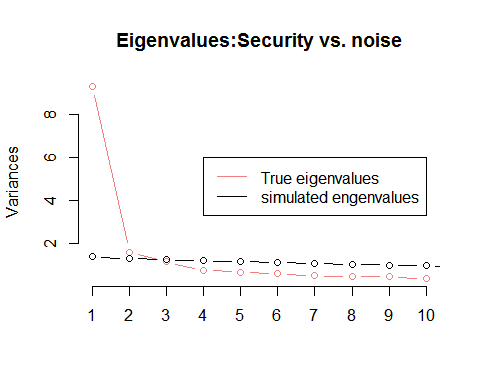 Eigenvalues:Security vs. noise
Variances
8
6
4
2
True eigenvalues
simulated engenvalues
1 2 3 4 5 6 7 8 9 10